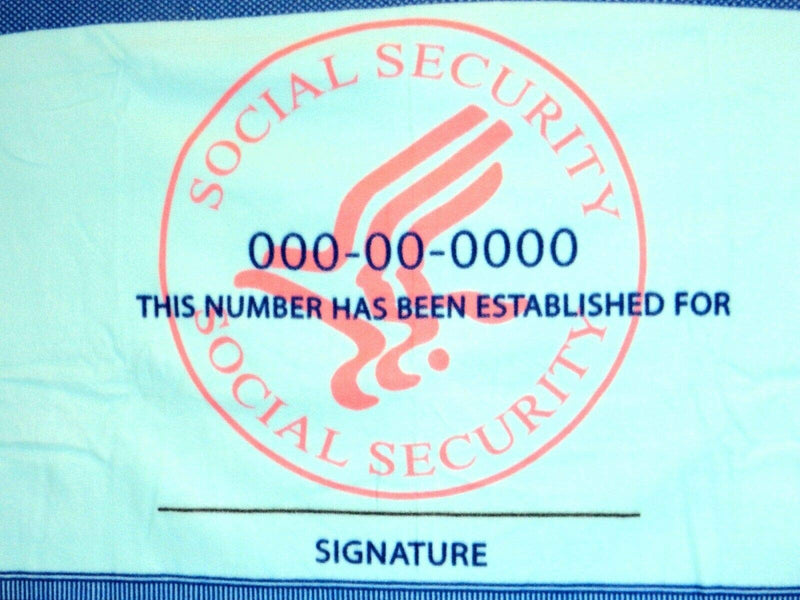 SOCIAL SECURITY
000-00-0000
THIS NUMBER HAS BEEN ESTABLISHED FOR
SOCIAL SECURITY
SIGNATURE